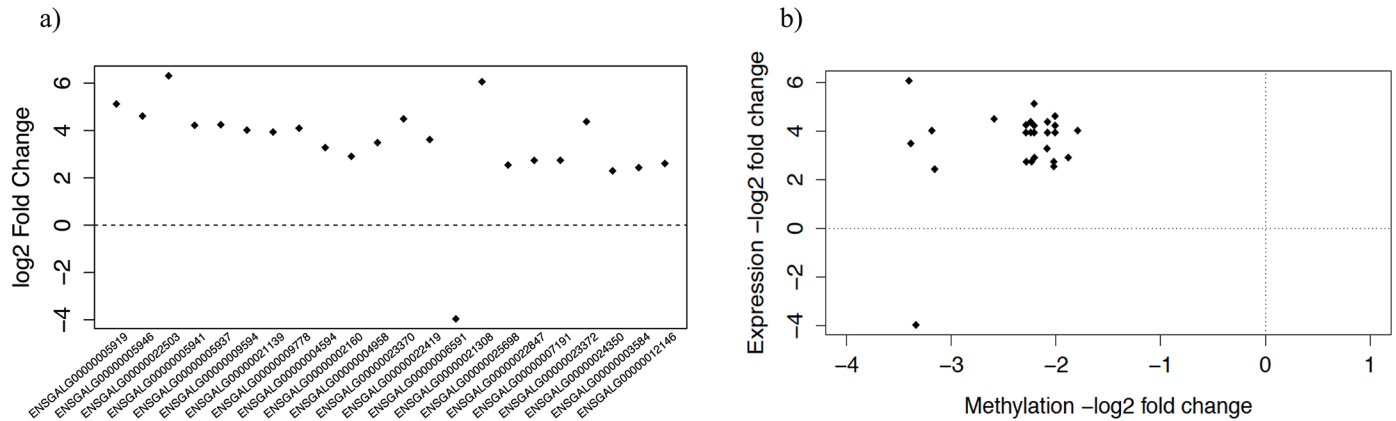 a)
log2 Fold Change
6
4
2
0
−2
−4
ENSGALG00000005919
ENSGALG00000005946
ENSGALG00000022503
ENSGALG00000005941
ENSGALG00000005937
ENSGALG00000009594
ENSGALG00000021139
ENSGALG00000009778
ENSGALG00000004594
ENSGALG00000002160
ENSGALG00000004958
ENSGALG00000023370
ENSGALG00000022419
ENSGALG00000006591
ENSGALG00000021308
ENSGALG00000025698
ENSGALG00000022847
ENSGALG00000007191
ENSGALG00000023372
ENSGALG00000024350
ENSGALG00000003584
ENSGALG00000012146
b)
Expression −log2 fold change
6
4
2
0
−2
−4
−4 −3 −2 −1 0 1
Methylation −log2 fold change